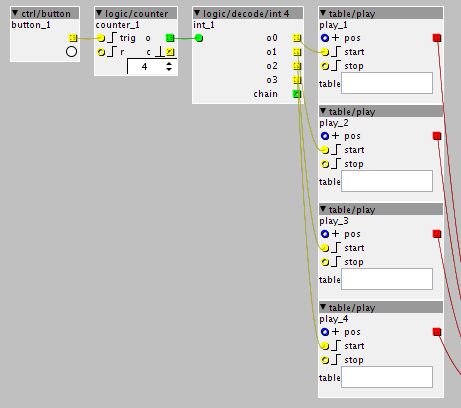 ctrl/button
button_1
logic/counter
counter_1
trig o
r c
4
logic/decode/int 4
int_1
o0
o1
o2
o3
chain
table/play
play_1
+ pos
start
stop
table
table/play
play_2
+ pos
start
stop
table
table/play
play_3
+ pos
start
stop
table
table/play
play_4
+ pos
start
stop
table